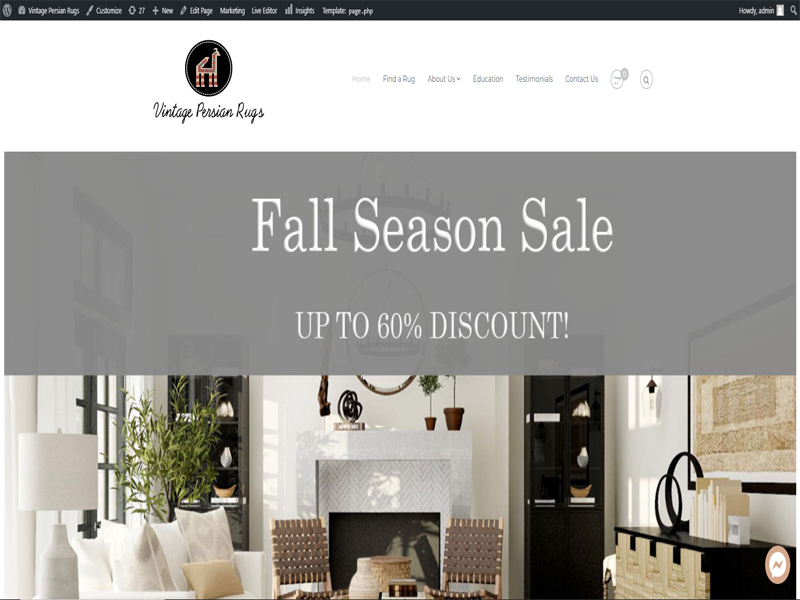 Vintage Persian Rugs Customize 27 New Edit Page Marketing Live Editor Insights Template: page.php Howdy, admin
Vintage Persian Rugs
Home Find a Rug About Us Education Testimonials Contact Us 0
Fall Season Sale
UP TO 60% DISCOUNT!